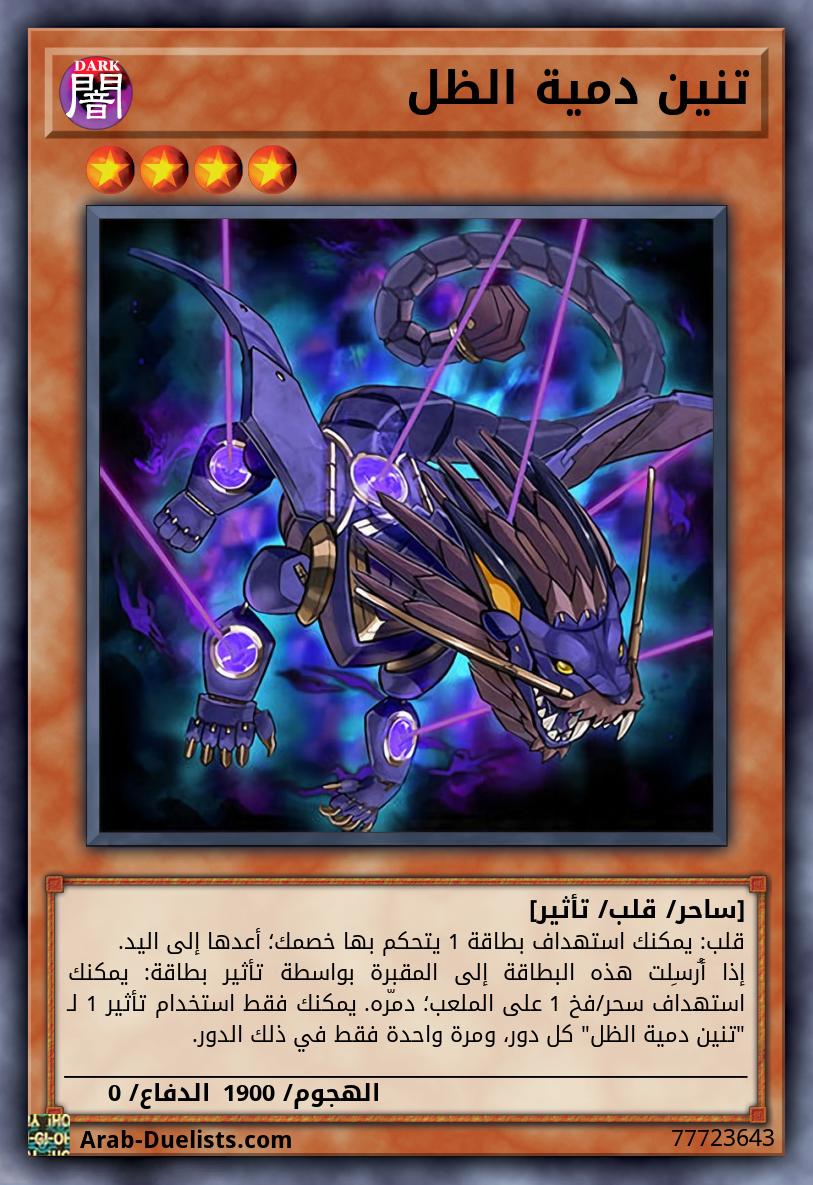 تنين دمية الظل
DARK
闇
[ساحر/ قلب/ تأثير]
قلب: يمكنك استهداف بطاقة 1 يتحكم بها خصمك؛ أعدها إلى اليد.
إذا أُرسِلت هذه البطاقة إلى المقبرة بواسطة تأثير بطاقة: يمكنك
استهداف سحر/فخ 1 على الملعب؛ دمّره. يمكنك فقط استخدام تأثير 1 لـ
"تنين دمية الظل" كل دور، ومرة واحدة فقط في ذلك الدور.
الهجوم/ 1900 الدفاع/ 0
Arab-Duelists.com
77723643